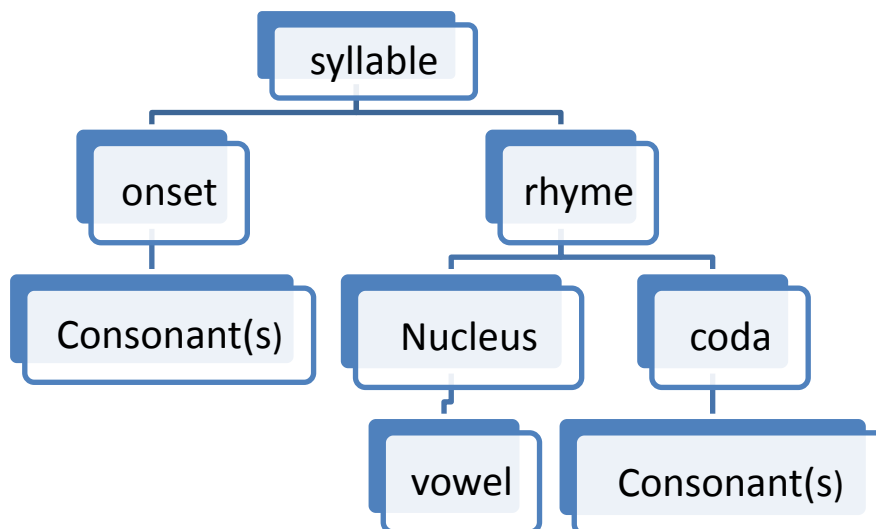 syllable
onset
rhyme
Consonant(s)
Nucleus
coda
vowel
Consonant(s)